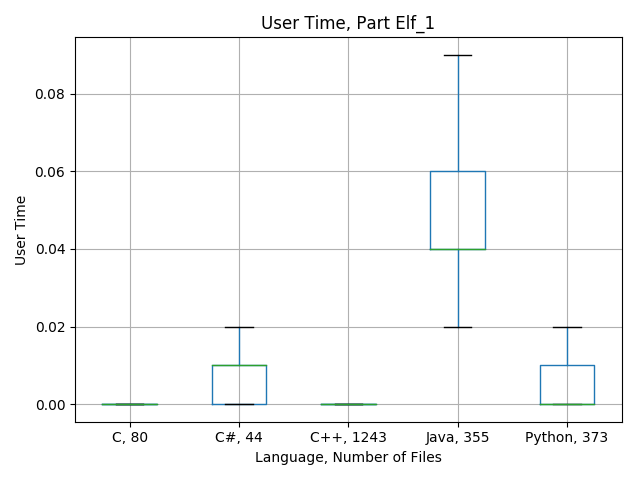 User Time, Part Elf_1
0.08
0.06
0.04
0.02
0.00
User Time
C, 80
C#, 44
C++, 1243
Java, 355
Python, 373
Language, Number of Files